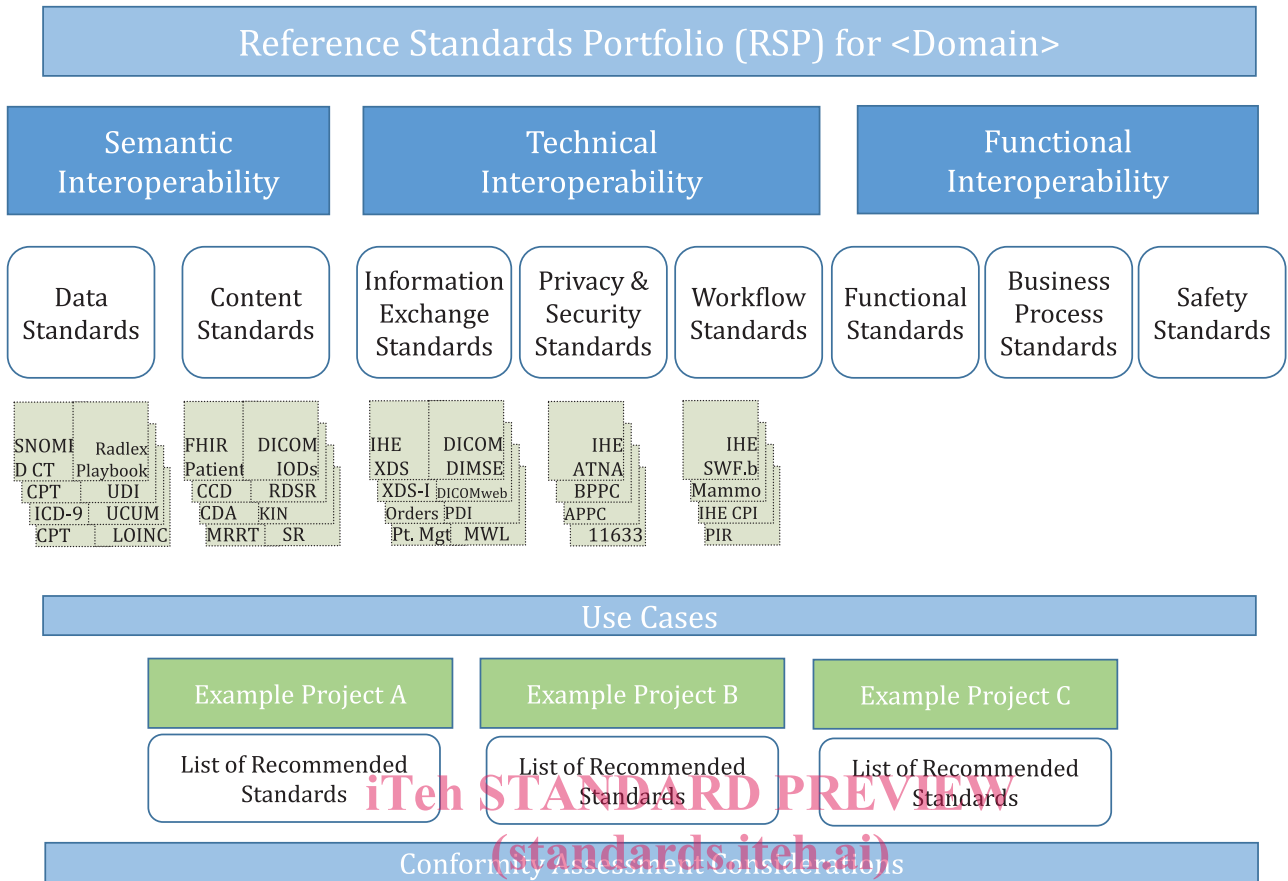 Reference Standards Portfolio (RSP) for <Domain>
Semantic
Interoperability
Technical
Interoperability
Functional
Interoperability
Data
Standards
Content
Standards
Information
Exchange
Standards
Privacy &
Security
Standards
Workflow
Standards
Functional
Standards
Business
Process
Standards
Safety
Standards
SNOME
D CT
Radlex
Playbook
CPT
UDI
ICD-9
UCUM
CPT
LOINC
FHIR
Patient
DICOM
IODs
CCD
RDSR
CDA
KIN
MRRT
SR
IHE
XDS
DICOM
DIMSE
XDS-I
DICOMweb
Orders
PDI
Pt. Mgt
MWL
IHE
ATNA
BPPC
APPC
11633
IHE
SWF.b
Mammo
IHE CPI
PIR
Use Cases
Example Project A
Example Project B
Example Project C
List of Recommended
Standards
List of Recommended
Standards
List of Recommended
Standards
iTeh STANDARD PREVIEW
(standards.iteh.ai)
Conformity Assessment Considerations